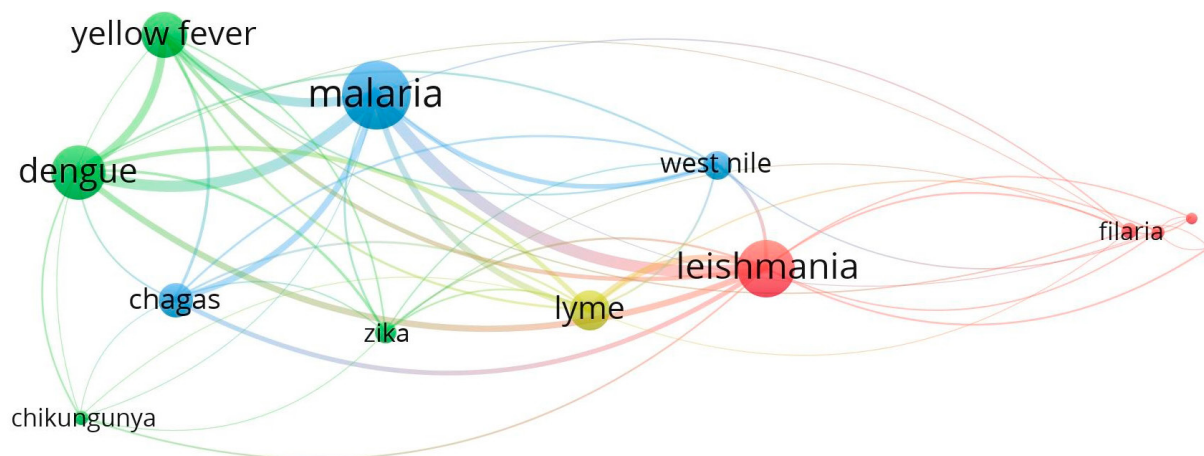 yellow fever
malaria
dengue
west nile
filaria
leishmania
chagas
lyme
zika
chikungunya